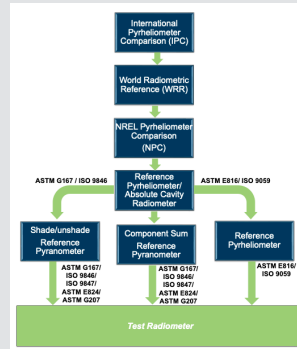 International
Pyrheliometer
Comparison (IPC)
World Radiometric
Reference (WRR)
NREL Pyrheliometer
Comparison
(NPC)
ASTM G167 / ISO 9846
Reference
Pyrheliometer/
Absolute Cavity
Radiometer
ASTM E816/ ISO 9059
Shade/unshade
Reference
Pyranometer
Component Sum
Reference
Pyranometer
Reference
Pyrheliometer
ASTM G167/
ISO 9846/
ISO 9847/
ASTM E824/
ASTM G207
ASTM G167/
ISO 9846/
ISO 9847/
ASTM E824/
ASTM G207
ASTM E816/
ISO 9059
Test Radiometer